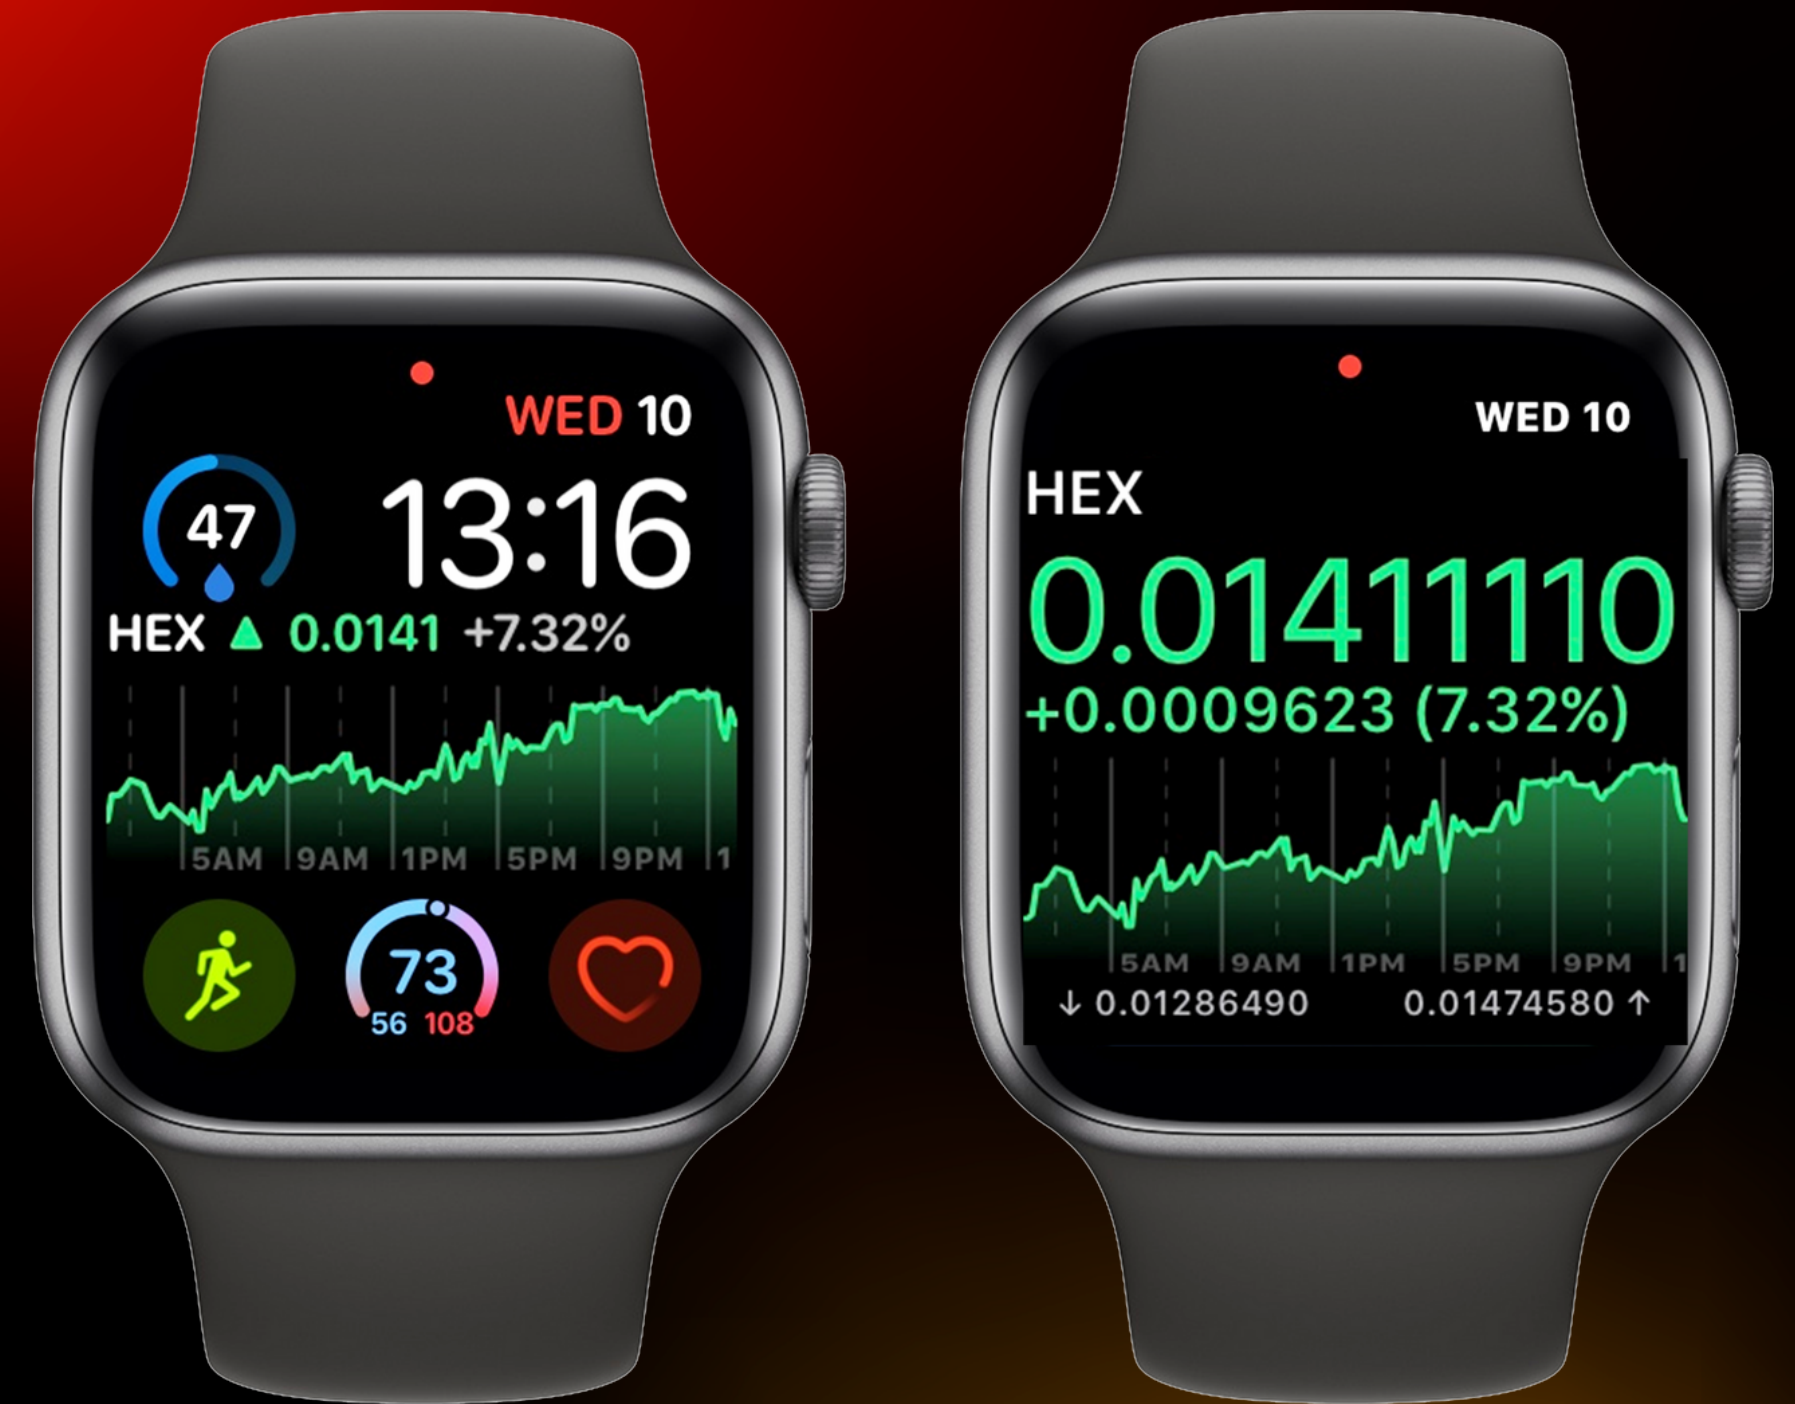 WED 10
47
13:16
HEX ▲ 0.0141 +7.32%
5AM 9AM 1PM 5PM 9PM 1
73
56 108
WED 10
HEX
0.01411110
+0.0009623 (7.32%)
5AM 9AM 1PM 5PM 9PM 1
↓ 0.01286490 0.01474580 ↑